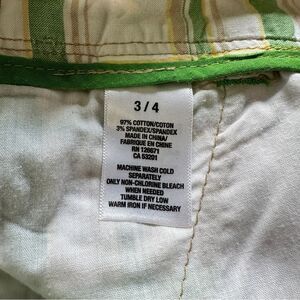 3 / 4
97% COTTON/COTON
3% SPANDEX/SPANDEX
MADE IN CHINA/
FABRIQUE EN CHINE
RN 128671
CA 53201
MACHINE WASH COLD
SEPARATELY
ONLY NON-CHLORINE BLEACH
WHEN NEEDED
TUMBLE DRY LOW
WARM IRON IF NECESSARY